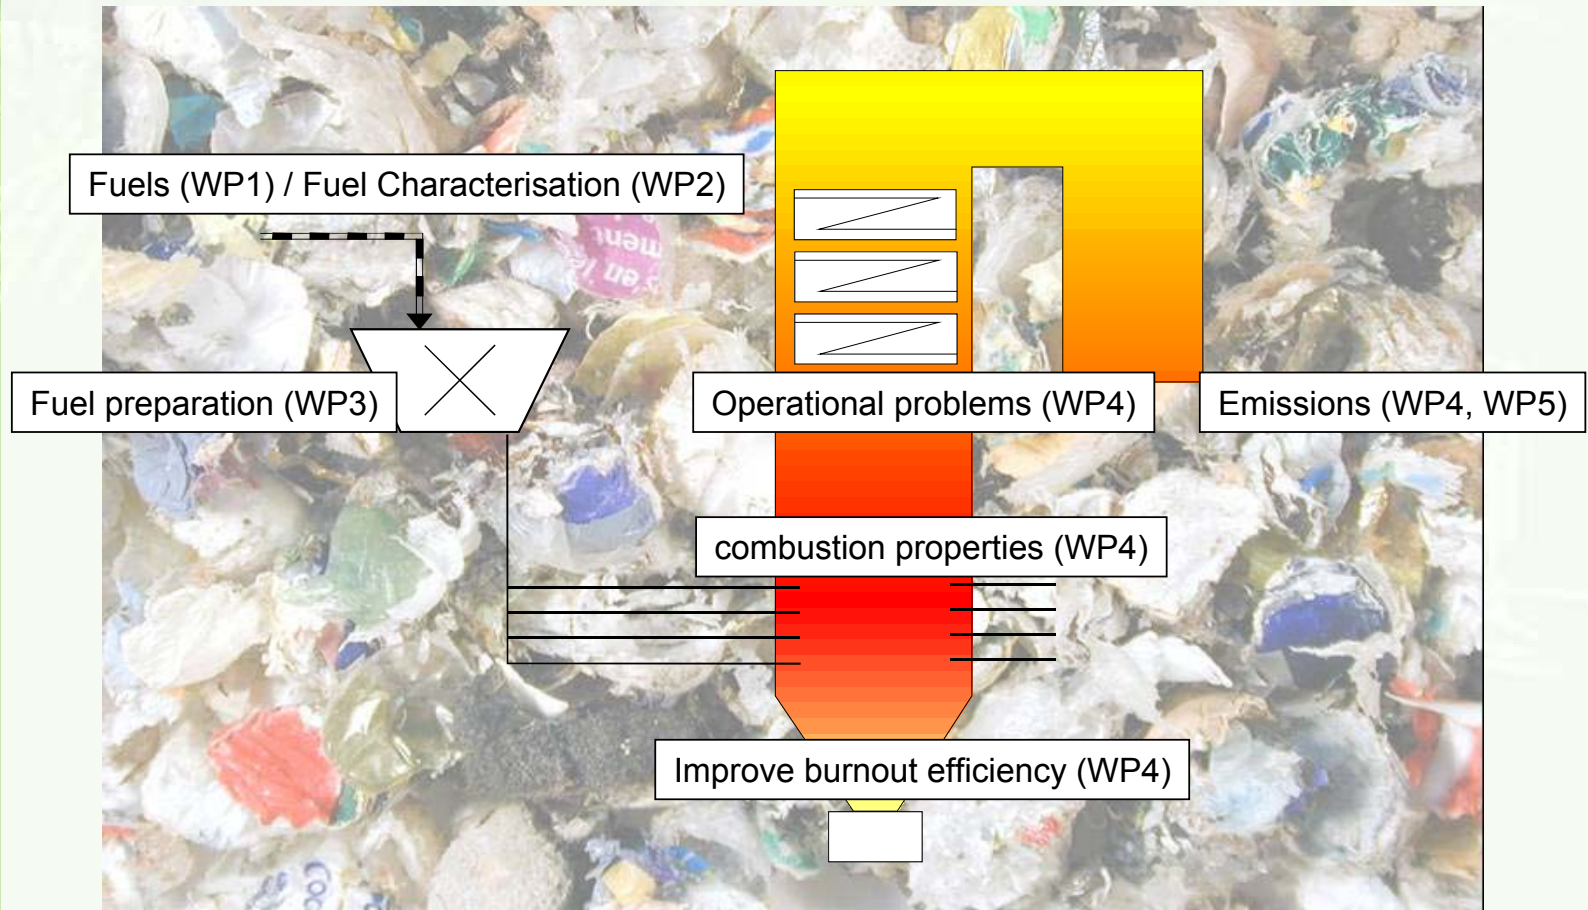 Fuels (WP1) / Fuel Characterisation (WP2)
Fuel preparation (WP3)
Operational problems (WP4)
Emissions (WP4, WP5)
combustion properties (WP4)
Improve burnout efficiency (WP4)